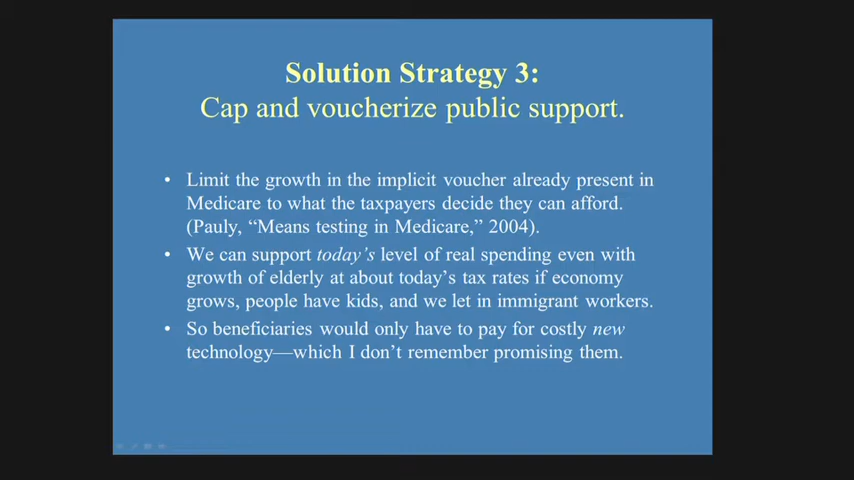 Solution Strategy 3:
Cap and voucherize public support.
• Limit the growth in the implicit voucher already present in
Medicare to what the taxpayers decide they can afford.
(Pauly, “Means testing in Medicare,” 2004).
• We can support today’s level of real spending even with
growth of elderly at about today’s tax rates if economy
grows, people have kids, and we let in immigrant workers.
• So beneficiaries would only have to pay for costly new
technology—which I don’t remember promising them.